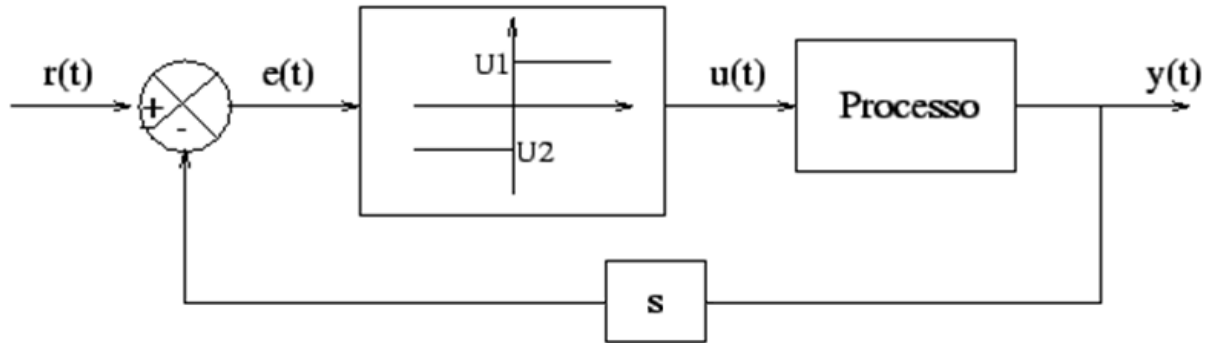 r(t)
+
-
e(t)
U1
U2
u(t)
Processo
y(t)
s